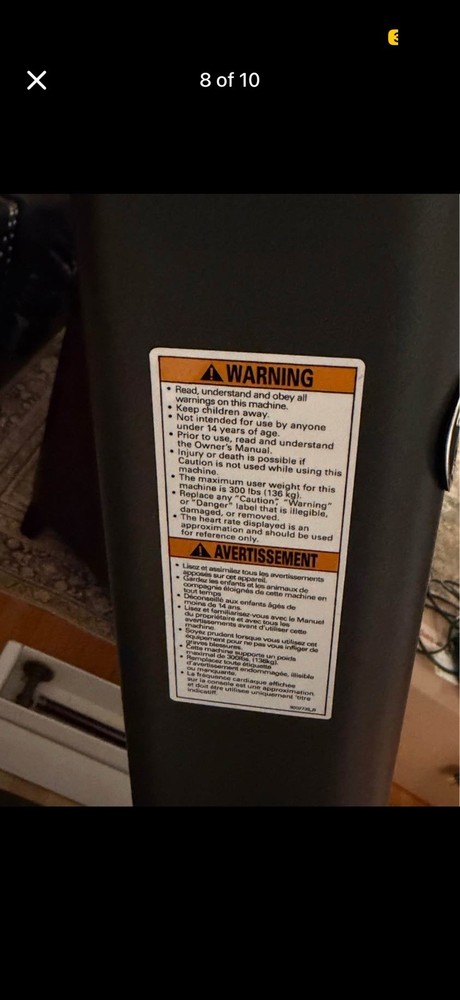 8 of 10
WARNING
• Read, understand and obey all
warnings on this machine.
• Keep children away.
• Not intended for use by anyone
under 14 years of age.
• Prior to use, read and understand
the Owner's Manual.
• Injury or death is possible if
Caution is not used while using this
machine.
• The maximum user weight for this
machine is 300 lbs (136 kg).
• Replace any "Caution", "Warning"
or "Danger" label that is illegible,
damaged, or removed.
• The heart rate displayed is an
approximation and should be used
for reference only.
AVERTISSEMENT
• Lisez et assimilez tous les avertissements
apposés sur cet appareil.
• Gardez les enfants et les animaux de
compagnie éloignés de cette machine en
tout temps
• Déconseillé aux enfants âgés de
moins de 14 ans.
• Lisez et familiarisez-vous avec le Manuel
du propriétaire et avec tous les
avertissements avant d'utiliser cette
machine.
• Soyez prudent lorsque vous utilisez cet
équipement pour ne pas vous infliger de
graves blessures.
• Cette machine supporte un poids
maximal de 300lbs. (136kg).
• Remplacez toute étiquette
d'avertissement endommagée, illisible
ou manquante.
• La fréquence cardiaque affichée
sur la console est une approximation
et doit être utilisée uniquement 'titre
indicatif.